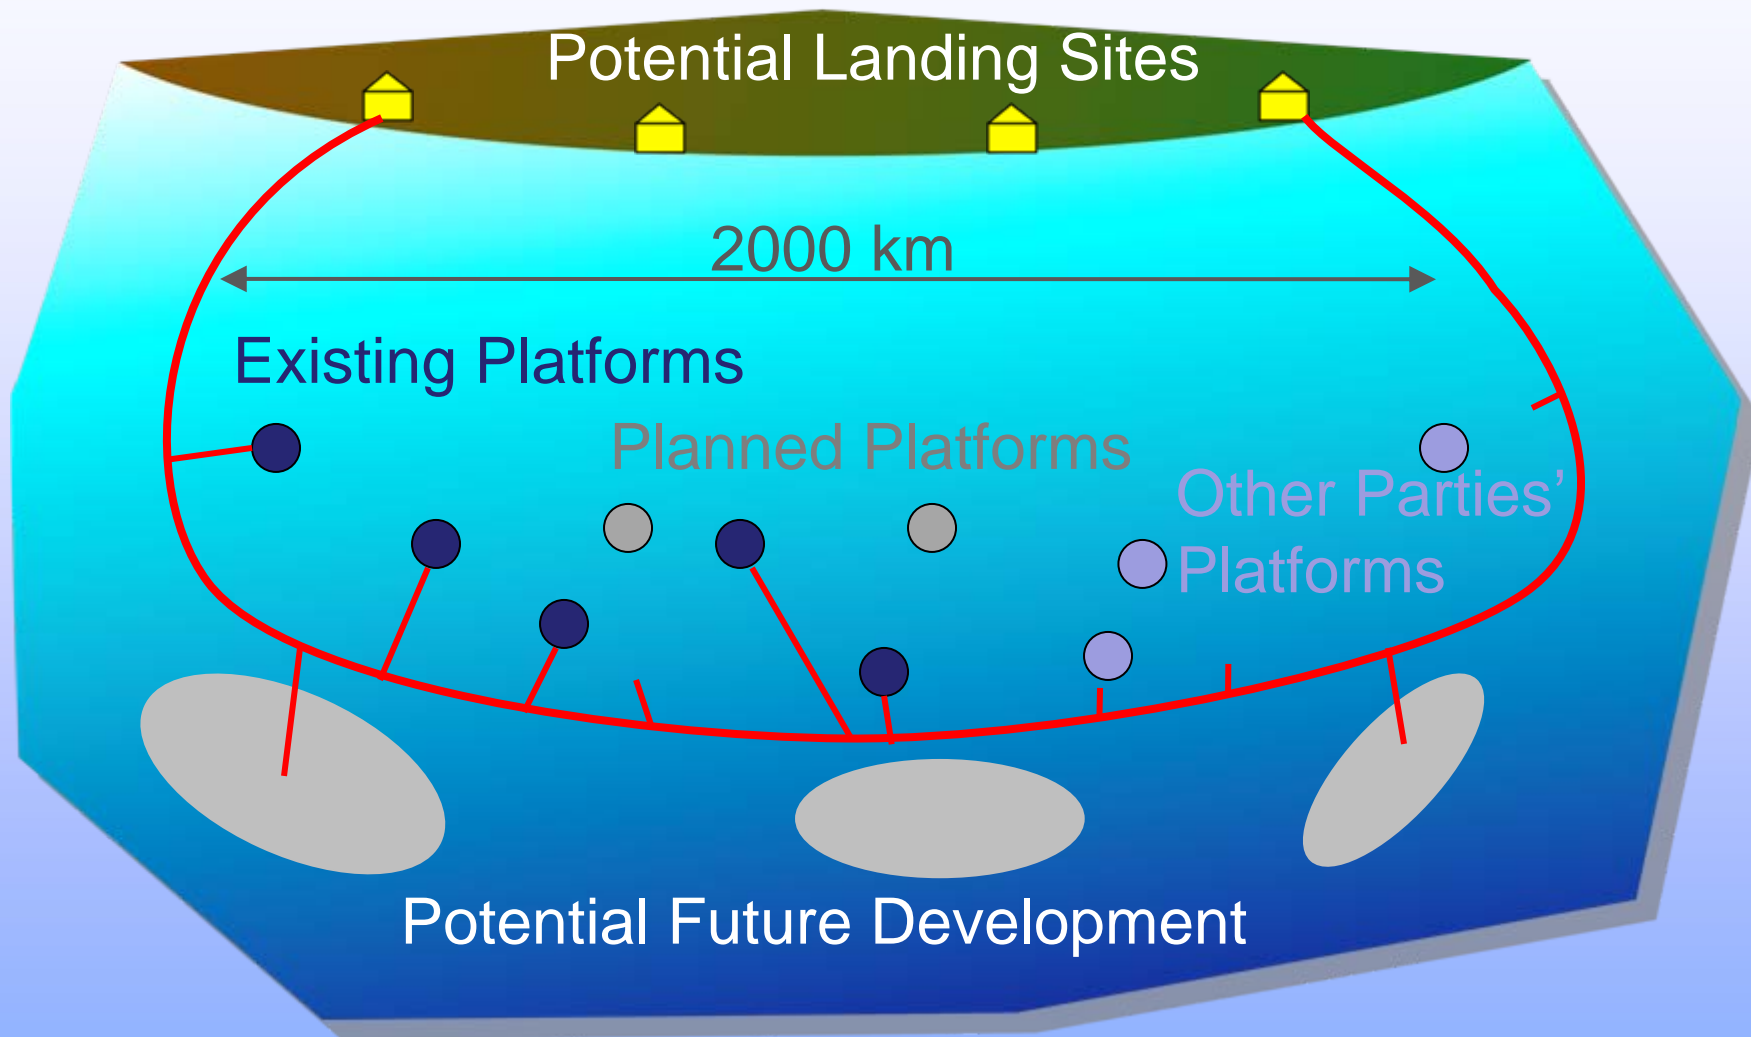 Potential Landing Sites
2000 km
Existing Platforms
Planned Platforms
Other Parties’
Platforms
Potential Future Development